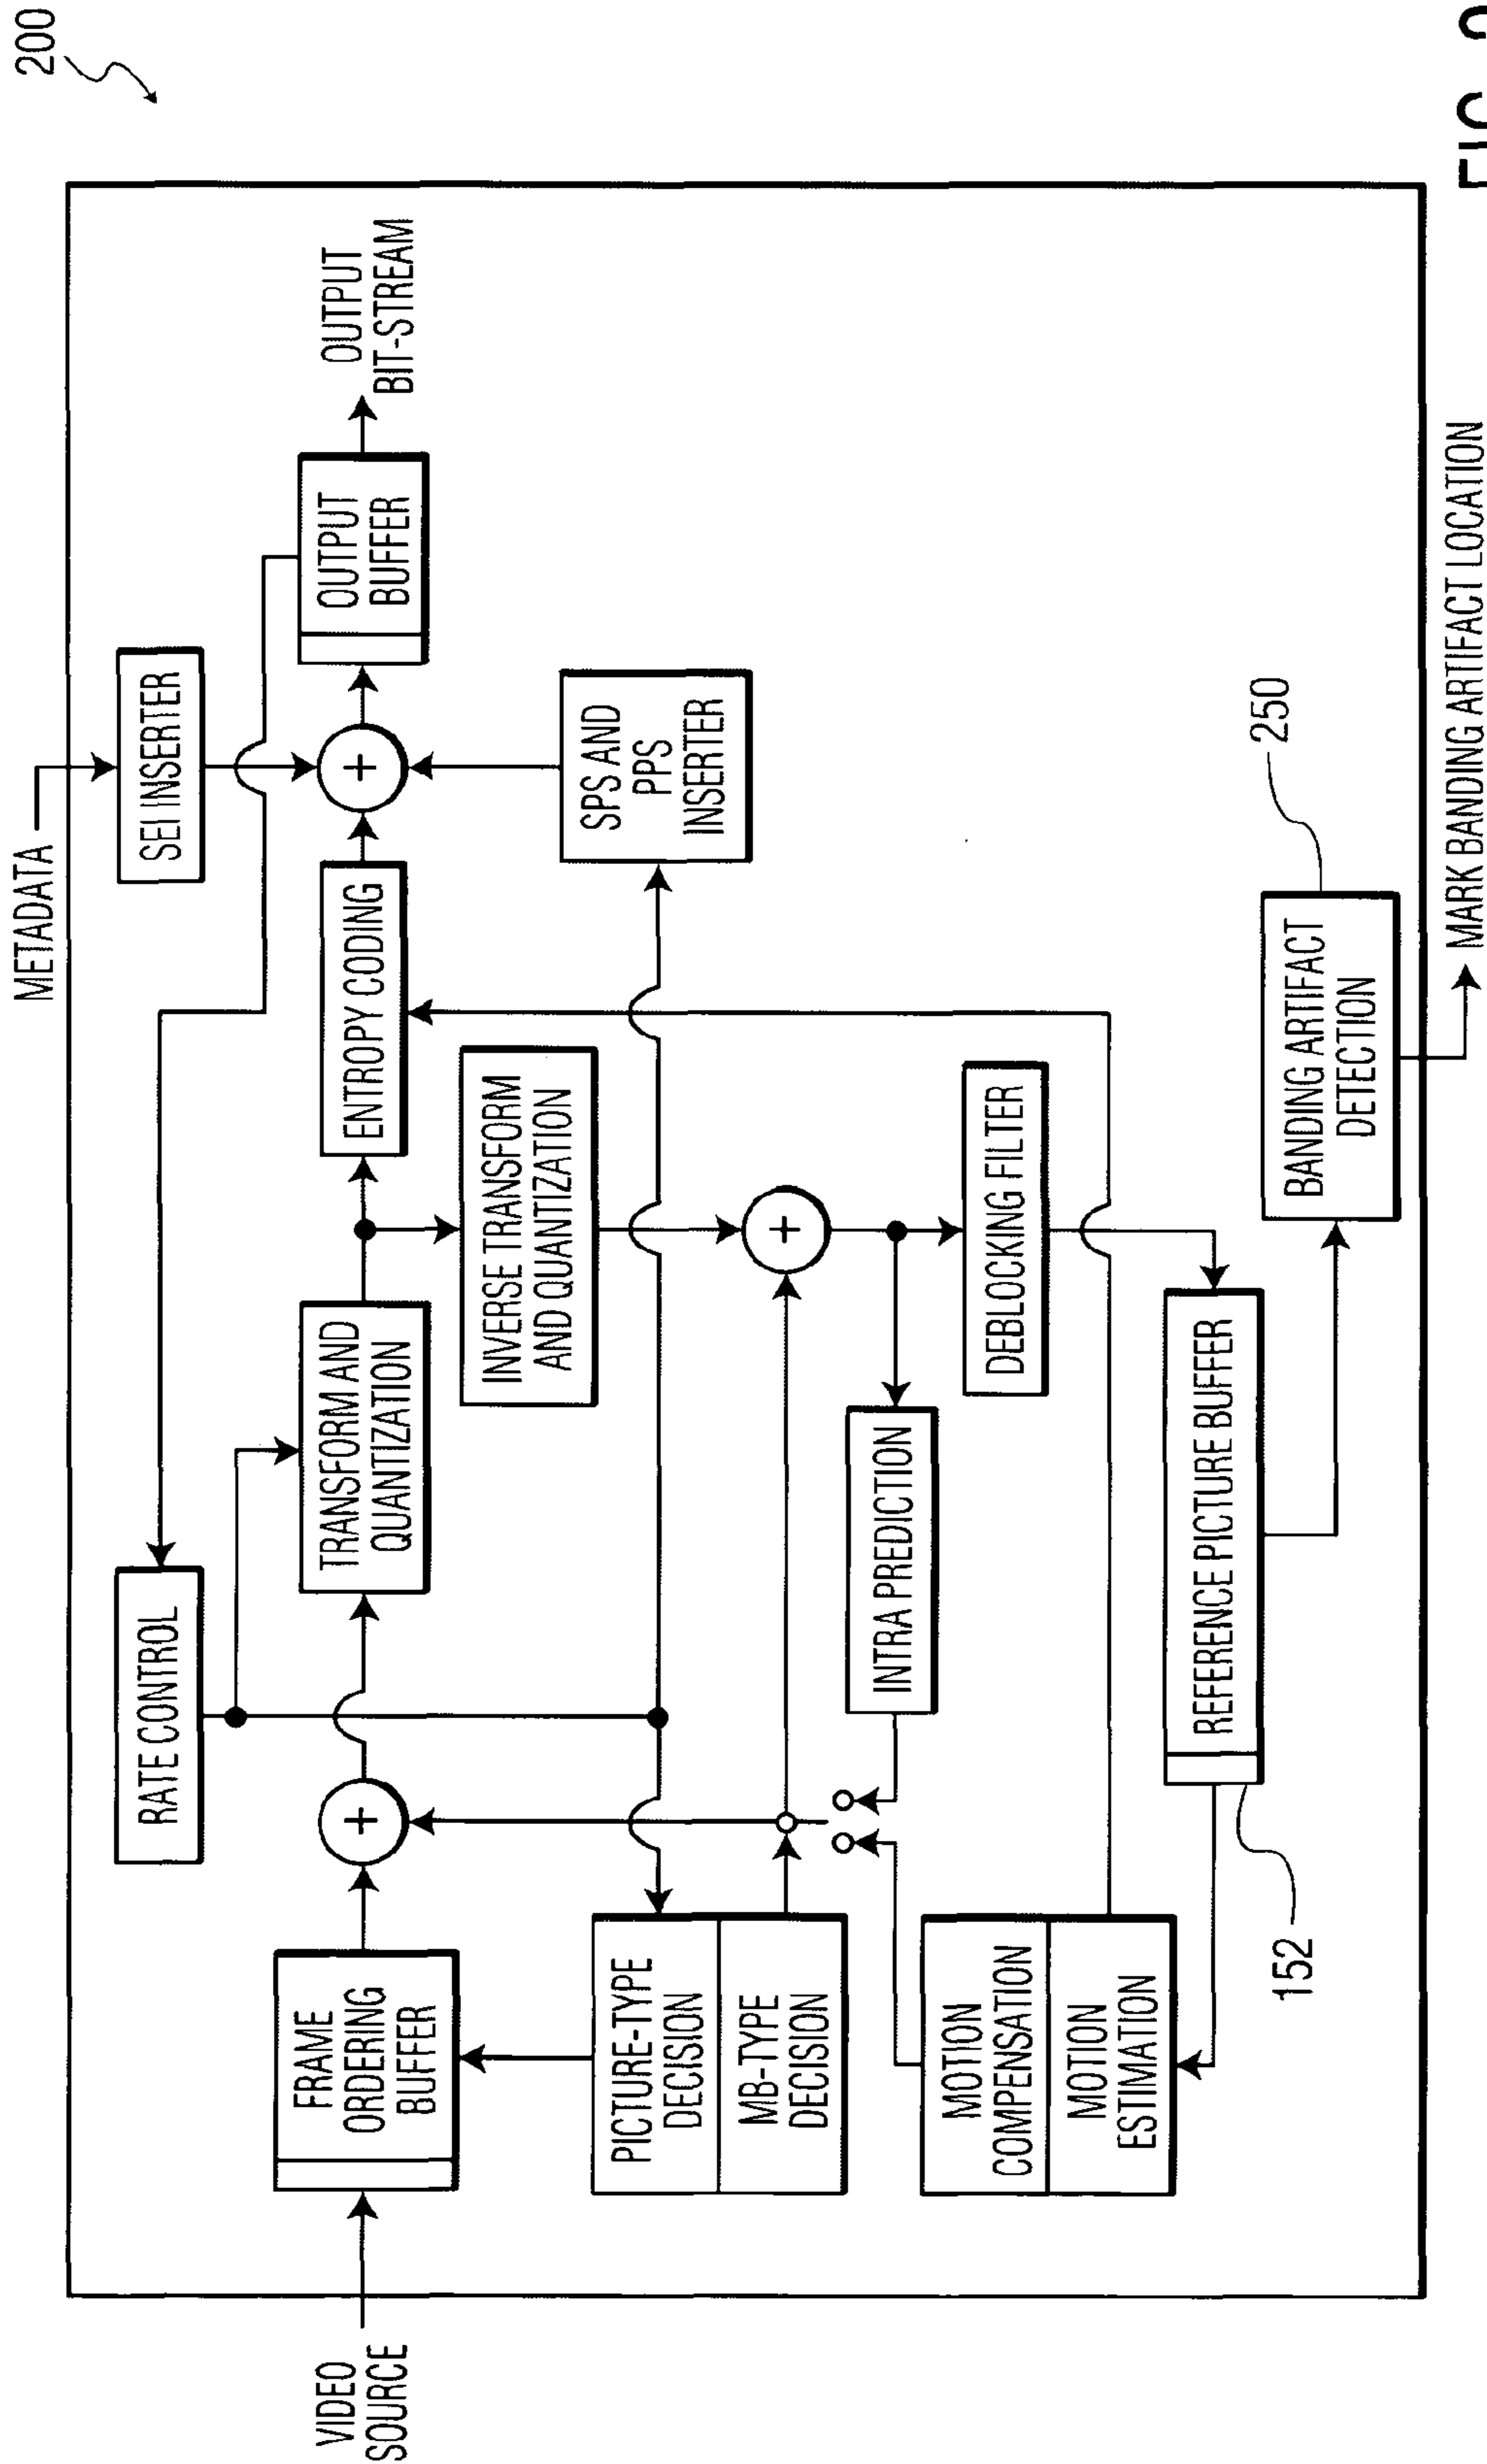 200
METADATA
SEI INSERTER
RATE CONTROL
VIDEO
SOURCE
FRAME
ORDERING
BUFFER
+
TRANSFORM AND
QUANTIZATION
ENTROPY CODING
+
OUTPUT
BUFFER
OUTPUT
BIT-STREAM
INVERSE TRANSFORM
AND QUANTIZATION
SPS AND
PPS
INSERTER
PICTURE-TYPE
DECISION
MB-TYPE
DECISION
+
INTRA PREDICTION
DEBLOCKING FILTER
MOTION
COMPENSATION
MOTION
ESTIMATION
REFERENCE PICTURE BUFFER
152
BANDING ARTIFACT
DETECTION
250
MARK BANDING ARTIFACT LOCATION